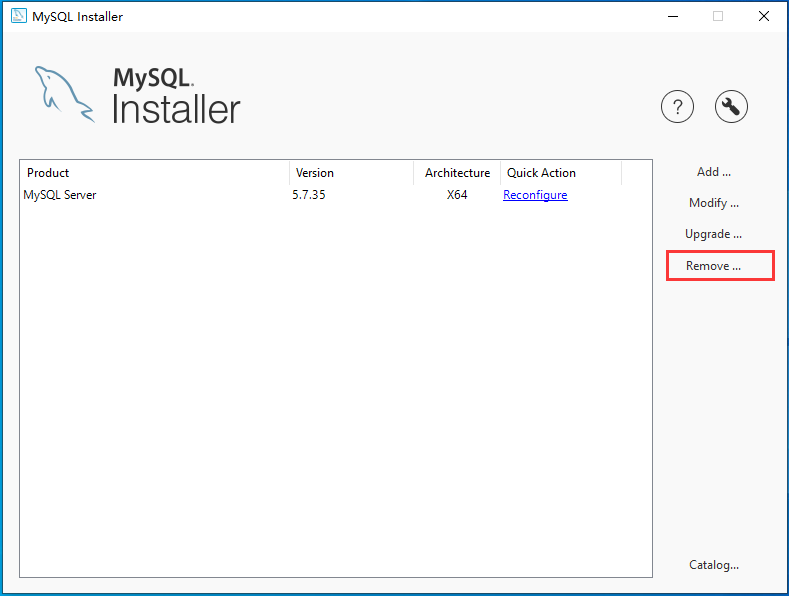 MySQL Installer
MySQL.
Installer
?
Product Version Architecture Quick Action
MySQL Server 5.7.35 X64 Reconfigure
Add ...
Modify ...
Upgrade ...
Remove ...
Catalog...